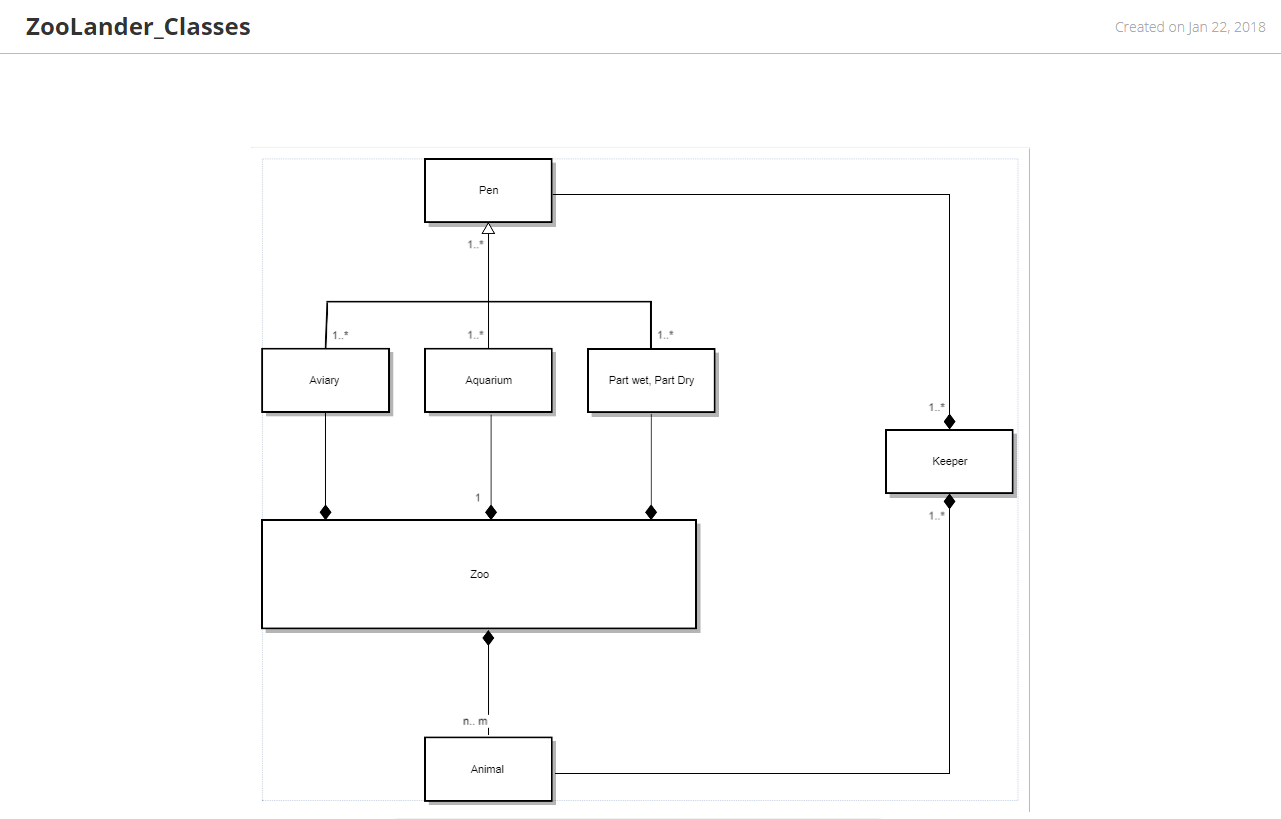 ZooLander_Classes
Created on Jan 22, 2018
Pen
1..*
1..*
1..*
1..*
Aviary
Aquarium
Part wet, Part Dry
1..*
Keeper
1
1..*
Zoo
n.. m
Animal